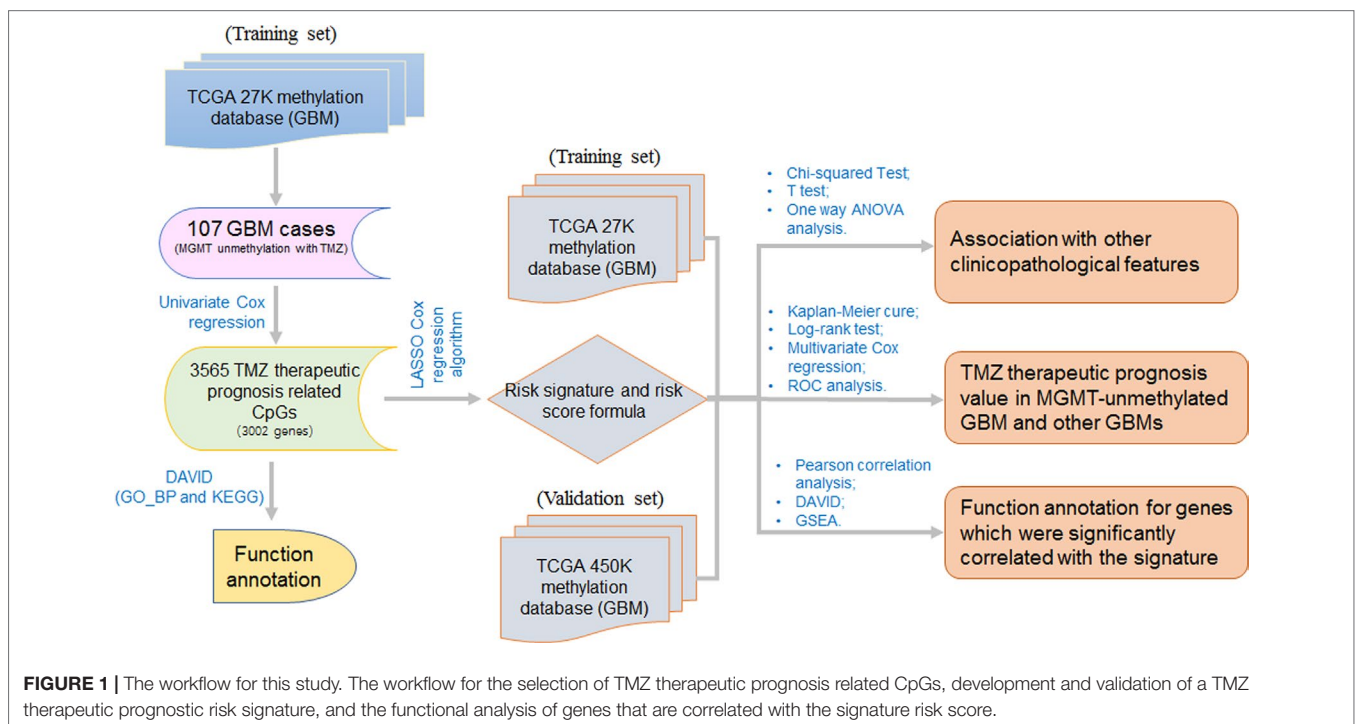 (Training set)
TCGA 27K methylation
database (GBM)
107 GBM cases
(MGMT unmethylation with TMZ)
Univariate Cox
regression
3565 TMZ therapeutic
prognosis related
CpGs
(3002 genes)
DAVID
(GO_BP and KEGG)
Function
annotation
LASSO Cox
regression
algorithm
(Training set)
TCGA 27K
methylation
database (GBM)
Risk signature and risk
score formula
(Validation set)
TCGA 450K
methylation
database (GBM)
• Chi-squared Test;
• T test;
• One way ANOVA
analysis.
Association with other
clinicopathological features
• Kaplan-Meier cure;
• Log-rank test;
• Multivariate Cox
regression;
• ROC analysis.
TMZ therapeutic prognosis
value in MGMT-unmethylated
GBM and other GBMs
• Pearson correlation
analysis;
• DAVID;
• GSEA.
Function annotation for genes
which were significantly
correlated with the signature
FIGURE 1 | The workflow for this study. The workflow for the selection of TMZ therapeutic prognosis related CpGs, development and validation of a TMZ
therapeutic prognostic risk signature, and the functional analysis of genes that are correlated with the signature risk score.